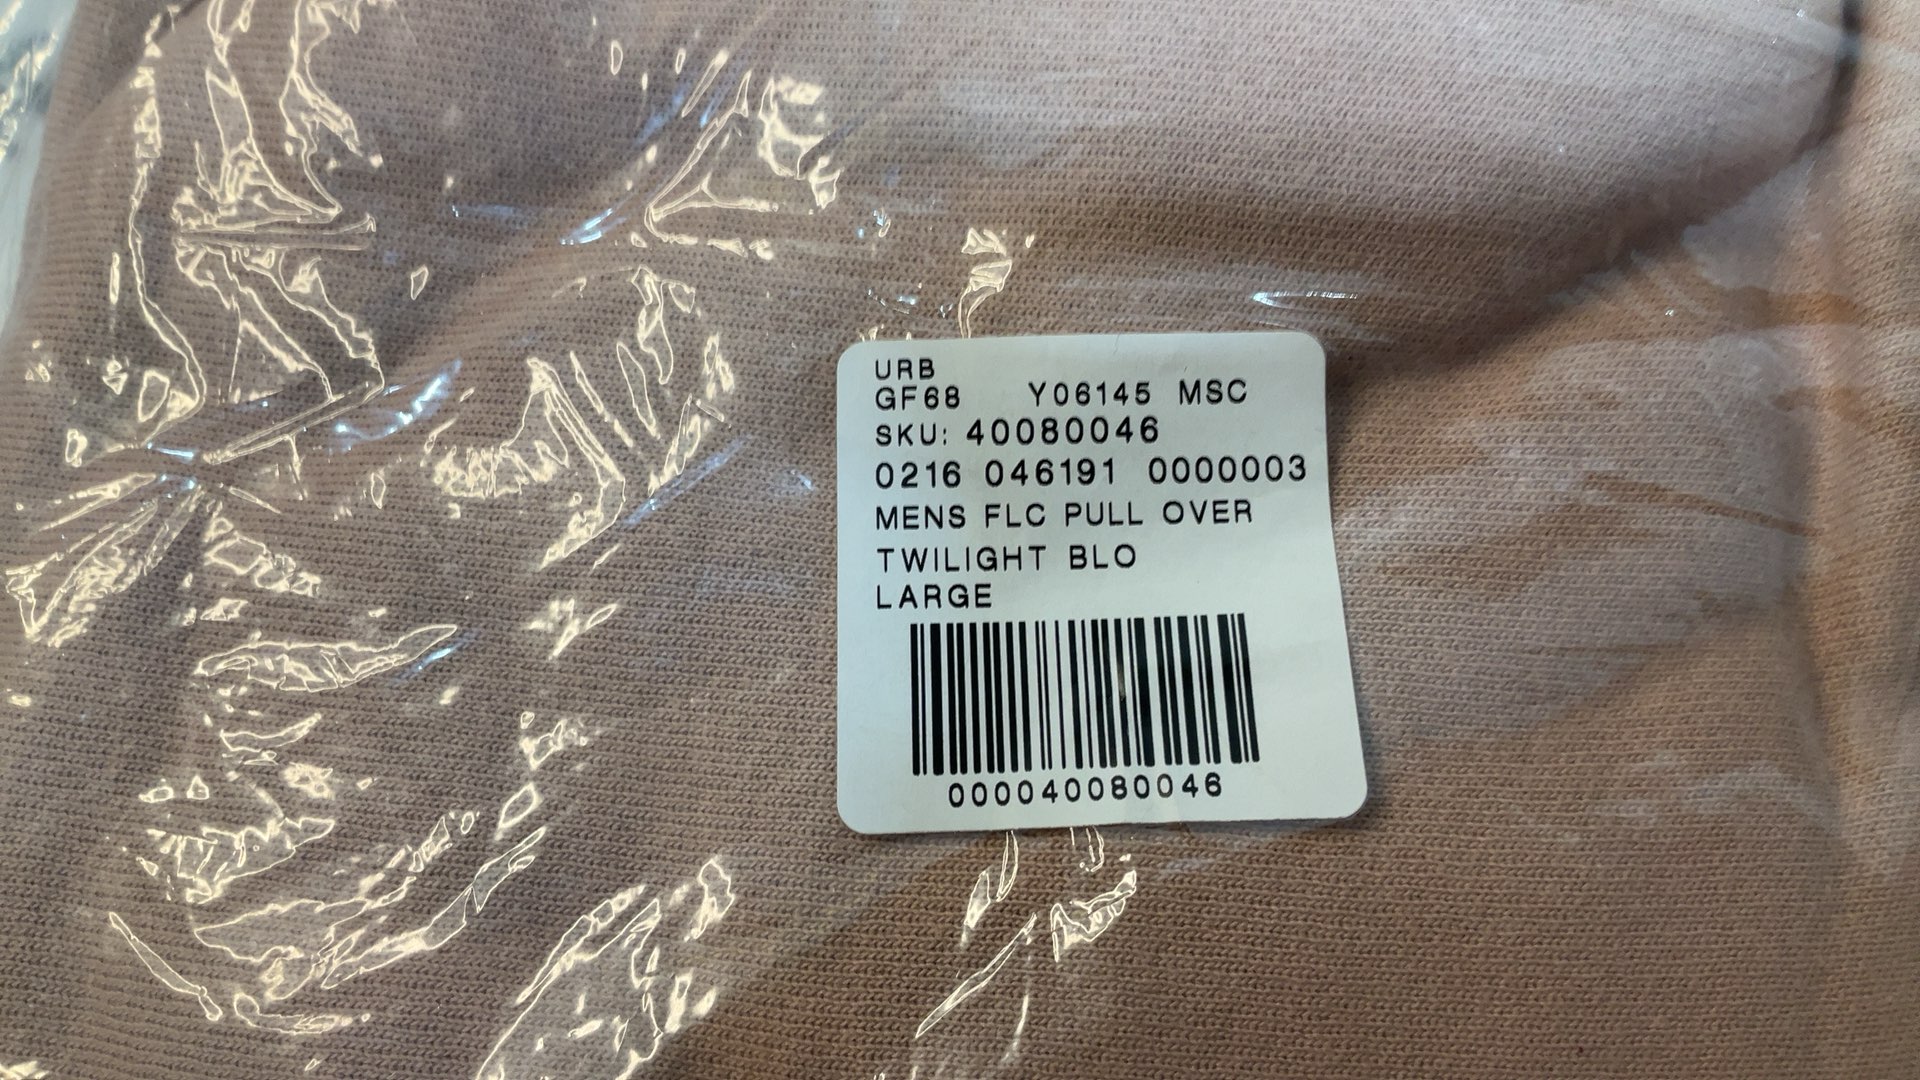 URB
GF68 Y06145 MSC
SKU: 40080046
0216 046191 0000003
MENS FLC PULL OVER
TWILIGHT BLO
LARGE
000040080046